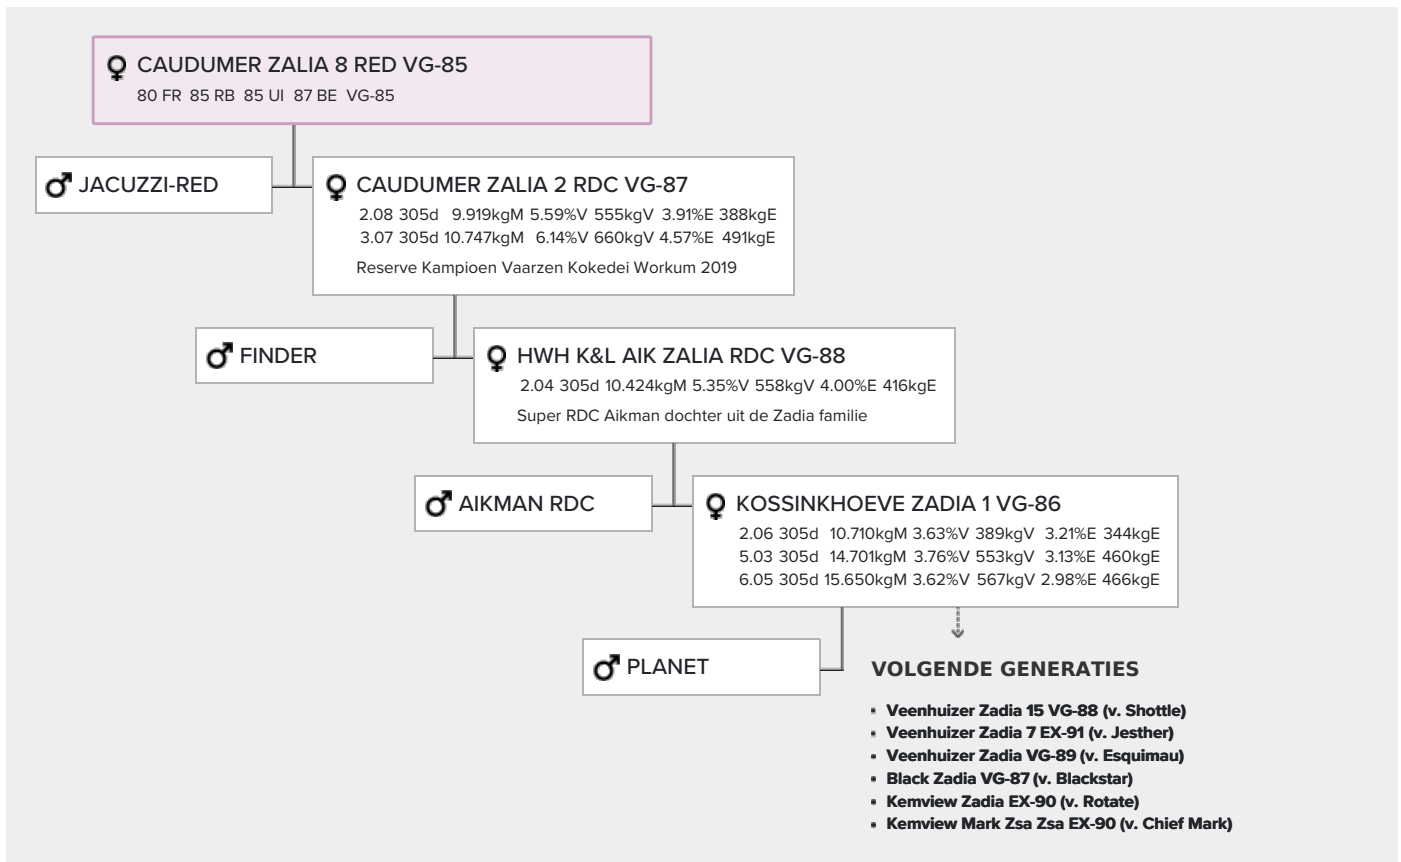 CAUDUMER ZALIA 8 RED VG-85
80 FR 85 RB 85 UI 87 BE VG-85
JACUZZI-RED
CAUDUMER ZALIA 2 RDC VG-87
2.08 305d 9.919kgM 5.59%V 555kgV 3.91%E 388kgE
3.07 305d 10.747kgM 6.14%V 660kgV 4.57%E 491kgE
Reserve Kampioen Vaarzen Kokedei Workum 2019
FINDER
HWH K&L AIK ZALIA RDC VG-88
2.04 305d 10.424kgM 5.35%V 558kgV 4.00%E 416kgE
Super RDC Aikman dochter uit de Zadia familie
AIKMAN RDC
KOSSINKHOEVE ZADIA 1 VG-86
2.06 305d 10.710kgM 3.63%V 389kgV 3.21%E 344kgE
5.03 305d 14.701kgM 3.76%V 553kgV 3.13%E 460kgE
6.05 305d 15.650kgM 3.62%V 567kgV 2.98%E 466kgE
PLANET
VOLGENDE GENERATIES
Veenhuizer Zadia 15 VG-88 (v. Shottle)
Veenhuizer Zadia 7 EX-91 (v. Jesther)
Veenhuizer Zadia VG-89 (v. Esquimau)
Black Zadia VG-87 (v. Blackstar)
Kemview Zadia EX-90 (v. Rotate)
Kemview Mark Zsa Zsa EX-90 (v. Chief Mark)